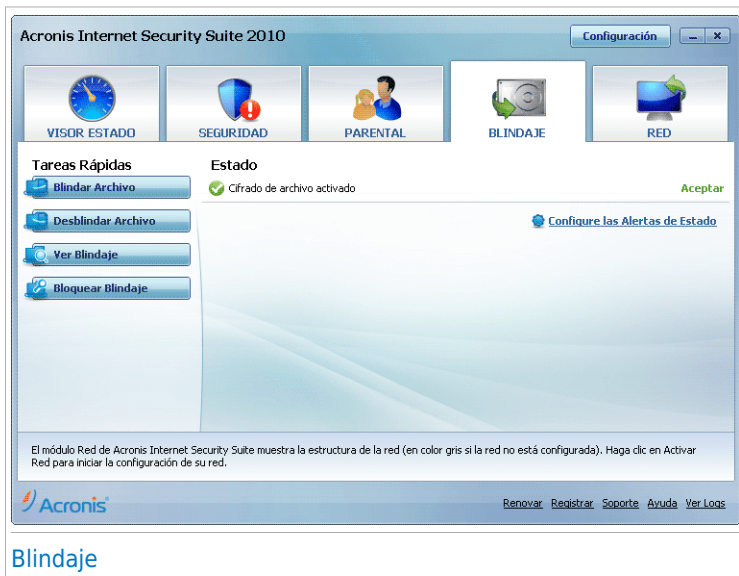 Acronis Internet Security Suite 2010
Configuración
VISOR ESTADO
SEGURIDAD
PARENTAL
BLINDAJE
RED
Tareas Rápidas
Blindar Archivo
Desblindar Archivo
Ver Blindaje
Bloquear Blindaje
Estado
Cifrado de archivo activado
Aceptar
Configure las Alertas de Estado
El módulo Red de Acronis Internet Security Suite muestra la estructura de la red (en color gris si la red no está configurada). Haga clic en Activar
Red para iniciar la configuración de su red.
Acronis
Renovar Registrar Soporte Ayuda Ver Logs
Blindaje